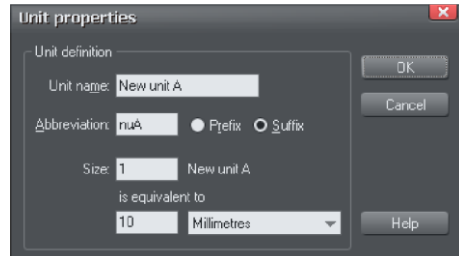 Unit properties
Unit definition
Unit name: New unit A
Abbreviation: nuA Prefix Suffix
Size: 1 New unit A
is equivalent to
10 Millimetres
OK
Cancel
Help